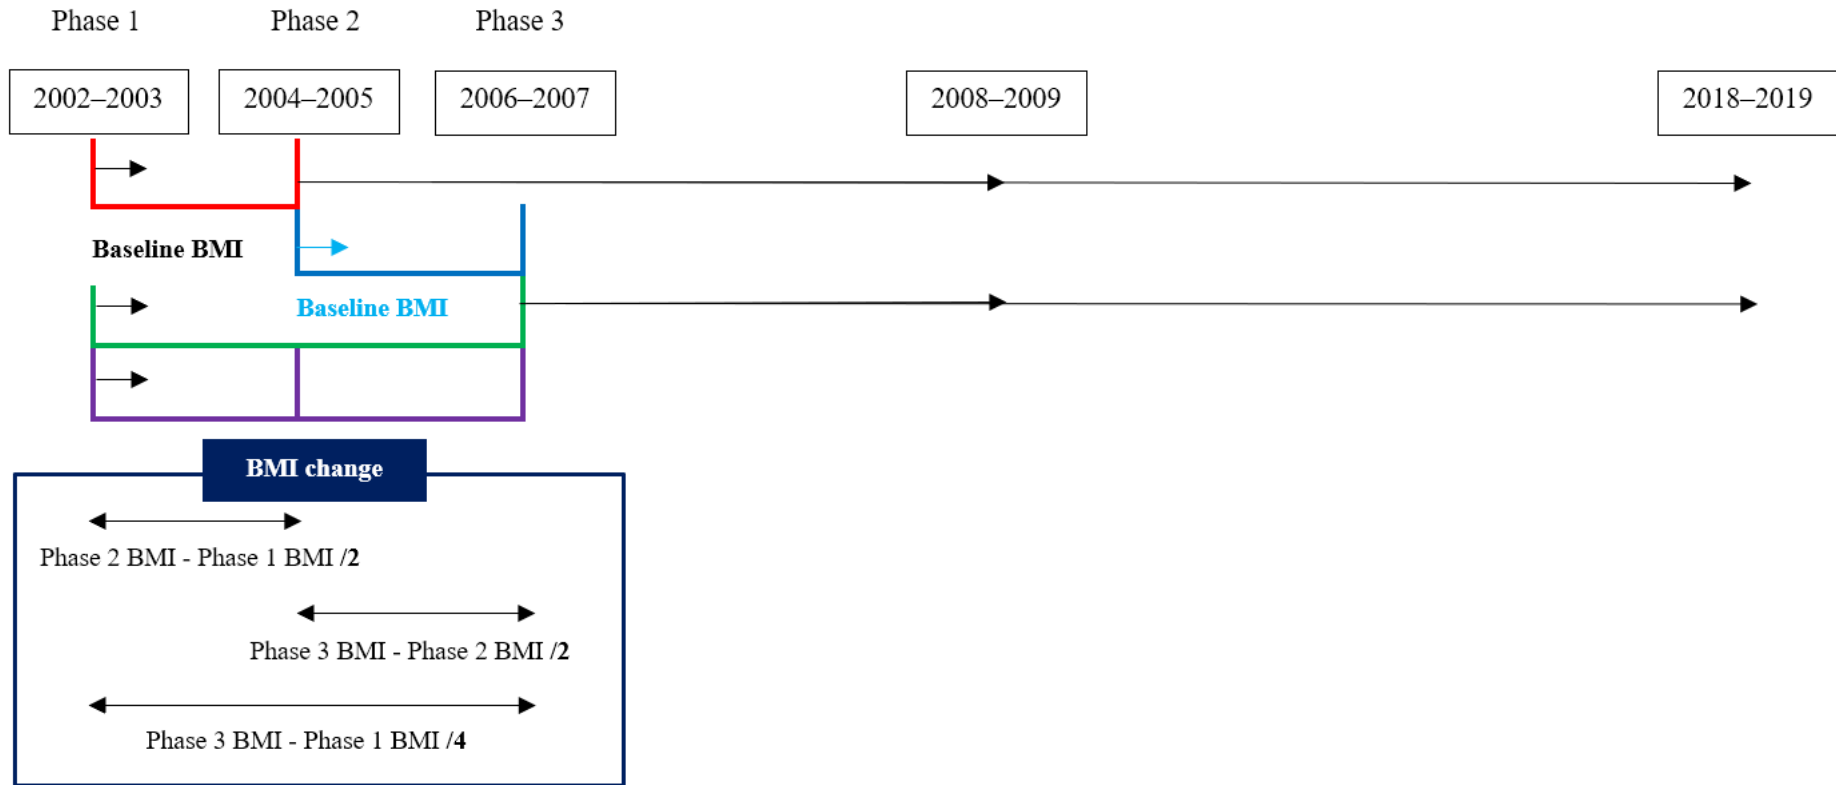 Phase 1
Phase 2
Phase 3
2002–2003
2004–2005
2006–2007
2008–2009
2018–2019
Baseline BMI
Baseline BMI
BMI change
Phase 2 BMI - Phase 1 BMI /2
Phase 3 BMI - Phase 2 BMI /2
Phase 3 BMI - Phase 1 BMI /4